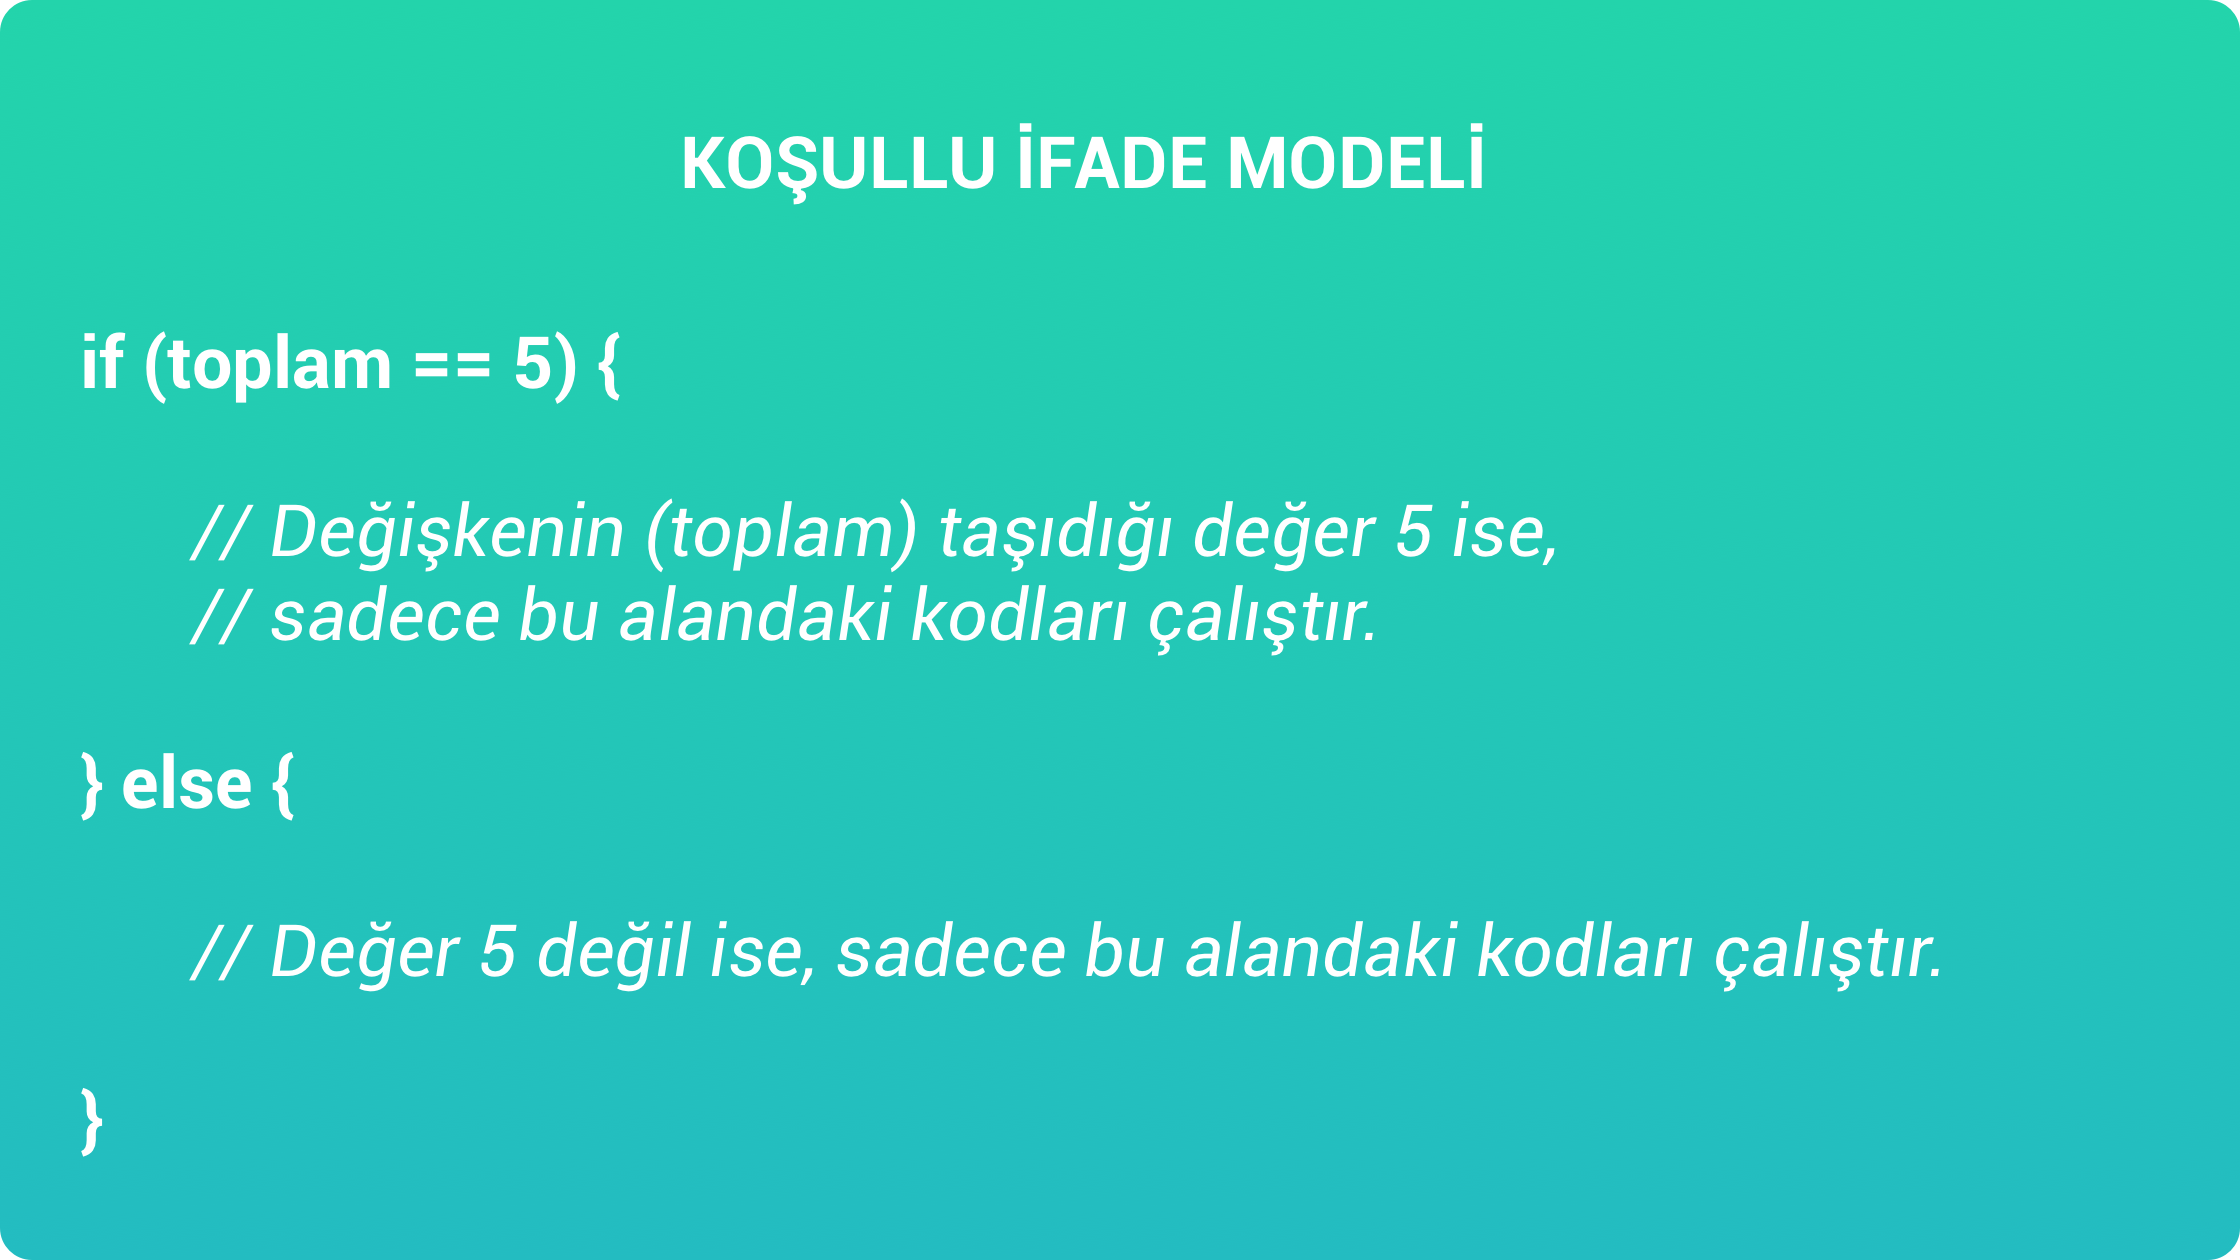 KOŞULLU İFADE MODELİ
if (toplam == 5) {
// Değişkenin (toplam) taşıdığı değer 5 ise,
// sadece bu alandaki kodları çalıştır.
} else {
// Değer 5 değil ise, sadece bu alandaki kodları çalıştır.
}